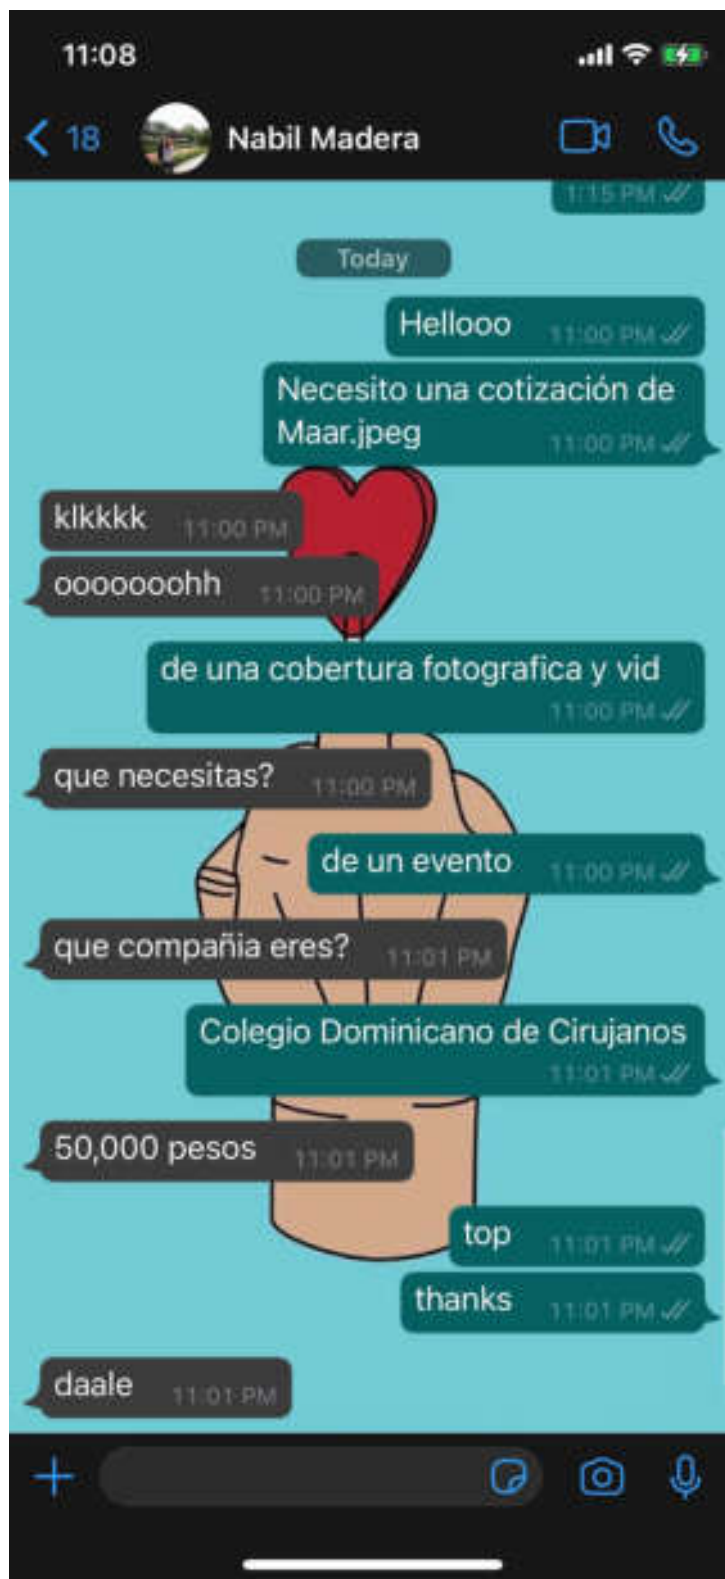 11:08
18 Nabil Madera
1:15 PM
Today
Hellooo 11:00 PM
Necesito una cotización de
Maar.jpeg 11:00 PM
klkkkk 11:00 PM
ooooooohh 11:00 PM
de una cobertura fotografica y vid
11:00 PM
que necesitas? 11:00 PM
de un evento 11:00 PM
que compañia eres? 11:01 PM
Colegio Dominicano de Cirujanos
11:01 PM
50,000 pesos 11:01 PM
top 11:01 PM
thanks 11:01 PM
daale 11:01 PM